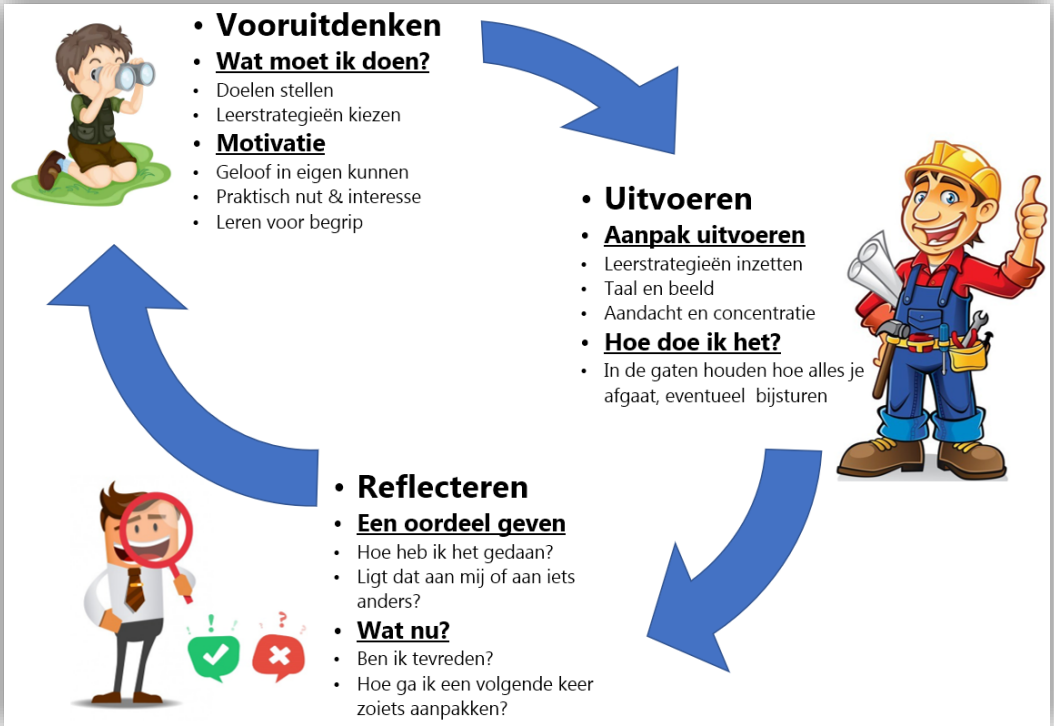 • Vooruitdenken
• Wat moet ik doen?
• Doelen stellen
• Leerstrategieën kiezen
• Motivatie
• Geloof in eigen kunnen
• Praktisch nut & interesse
• Leren voor begrip
• Uitvoeren
• Aanpak uitvoeren
• Leerstrategieën inzetten
• Taal en beeld
• Aandacht en concentratie
• Hoe doe ik het?
• In de gaten houden hoe alles je
afgaat, eventueel bijsturen
• Reflecteren
• Een oordeel geven
• Hoe heb ik het gedaan?
• Ligt dat aan mij of aan iets
anders?
• Wat nu?
• Ben ik tevreden?
• Hoe ga ik een volgende keer
zoiets aanpakken?
! ?